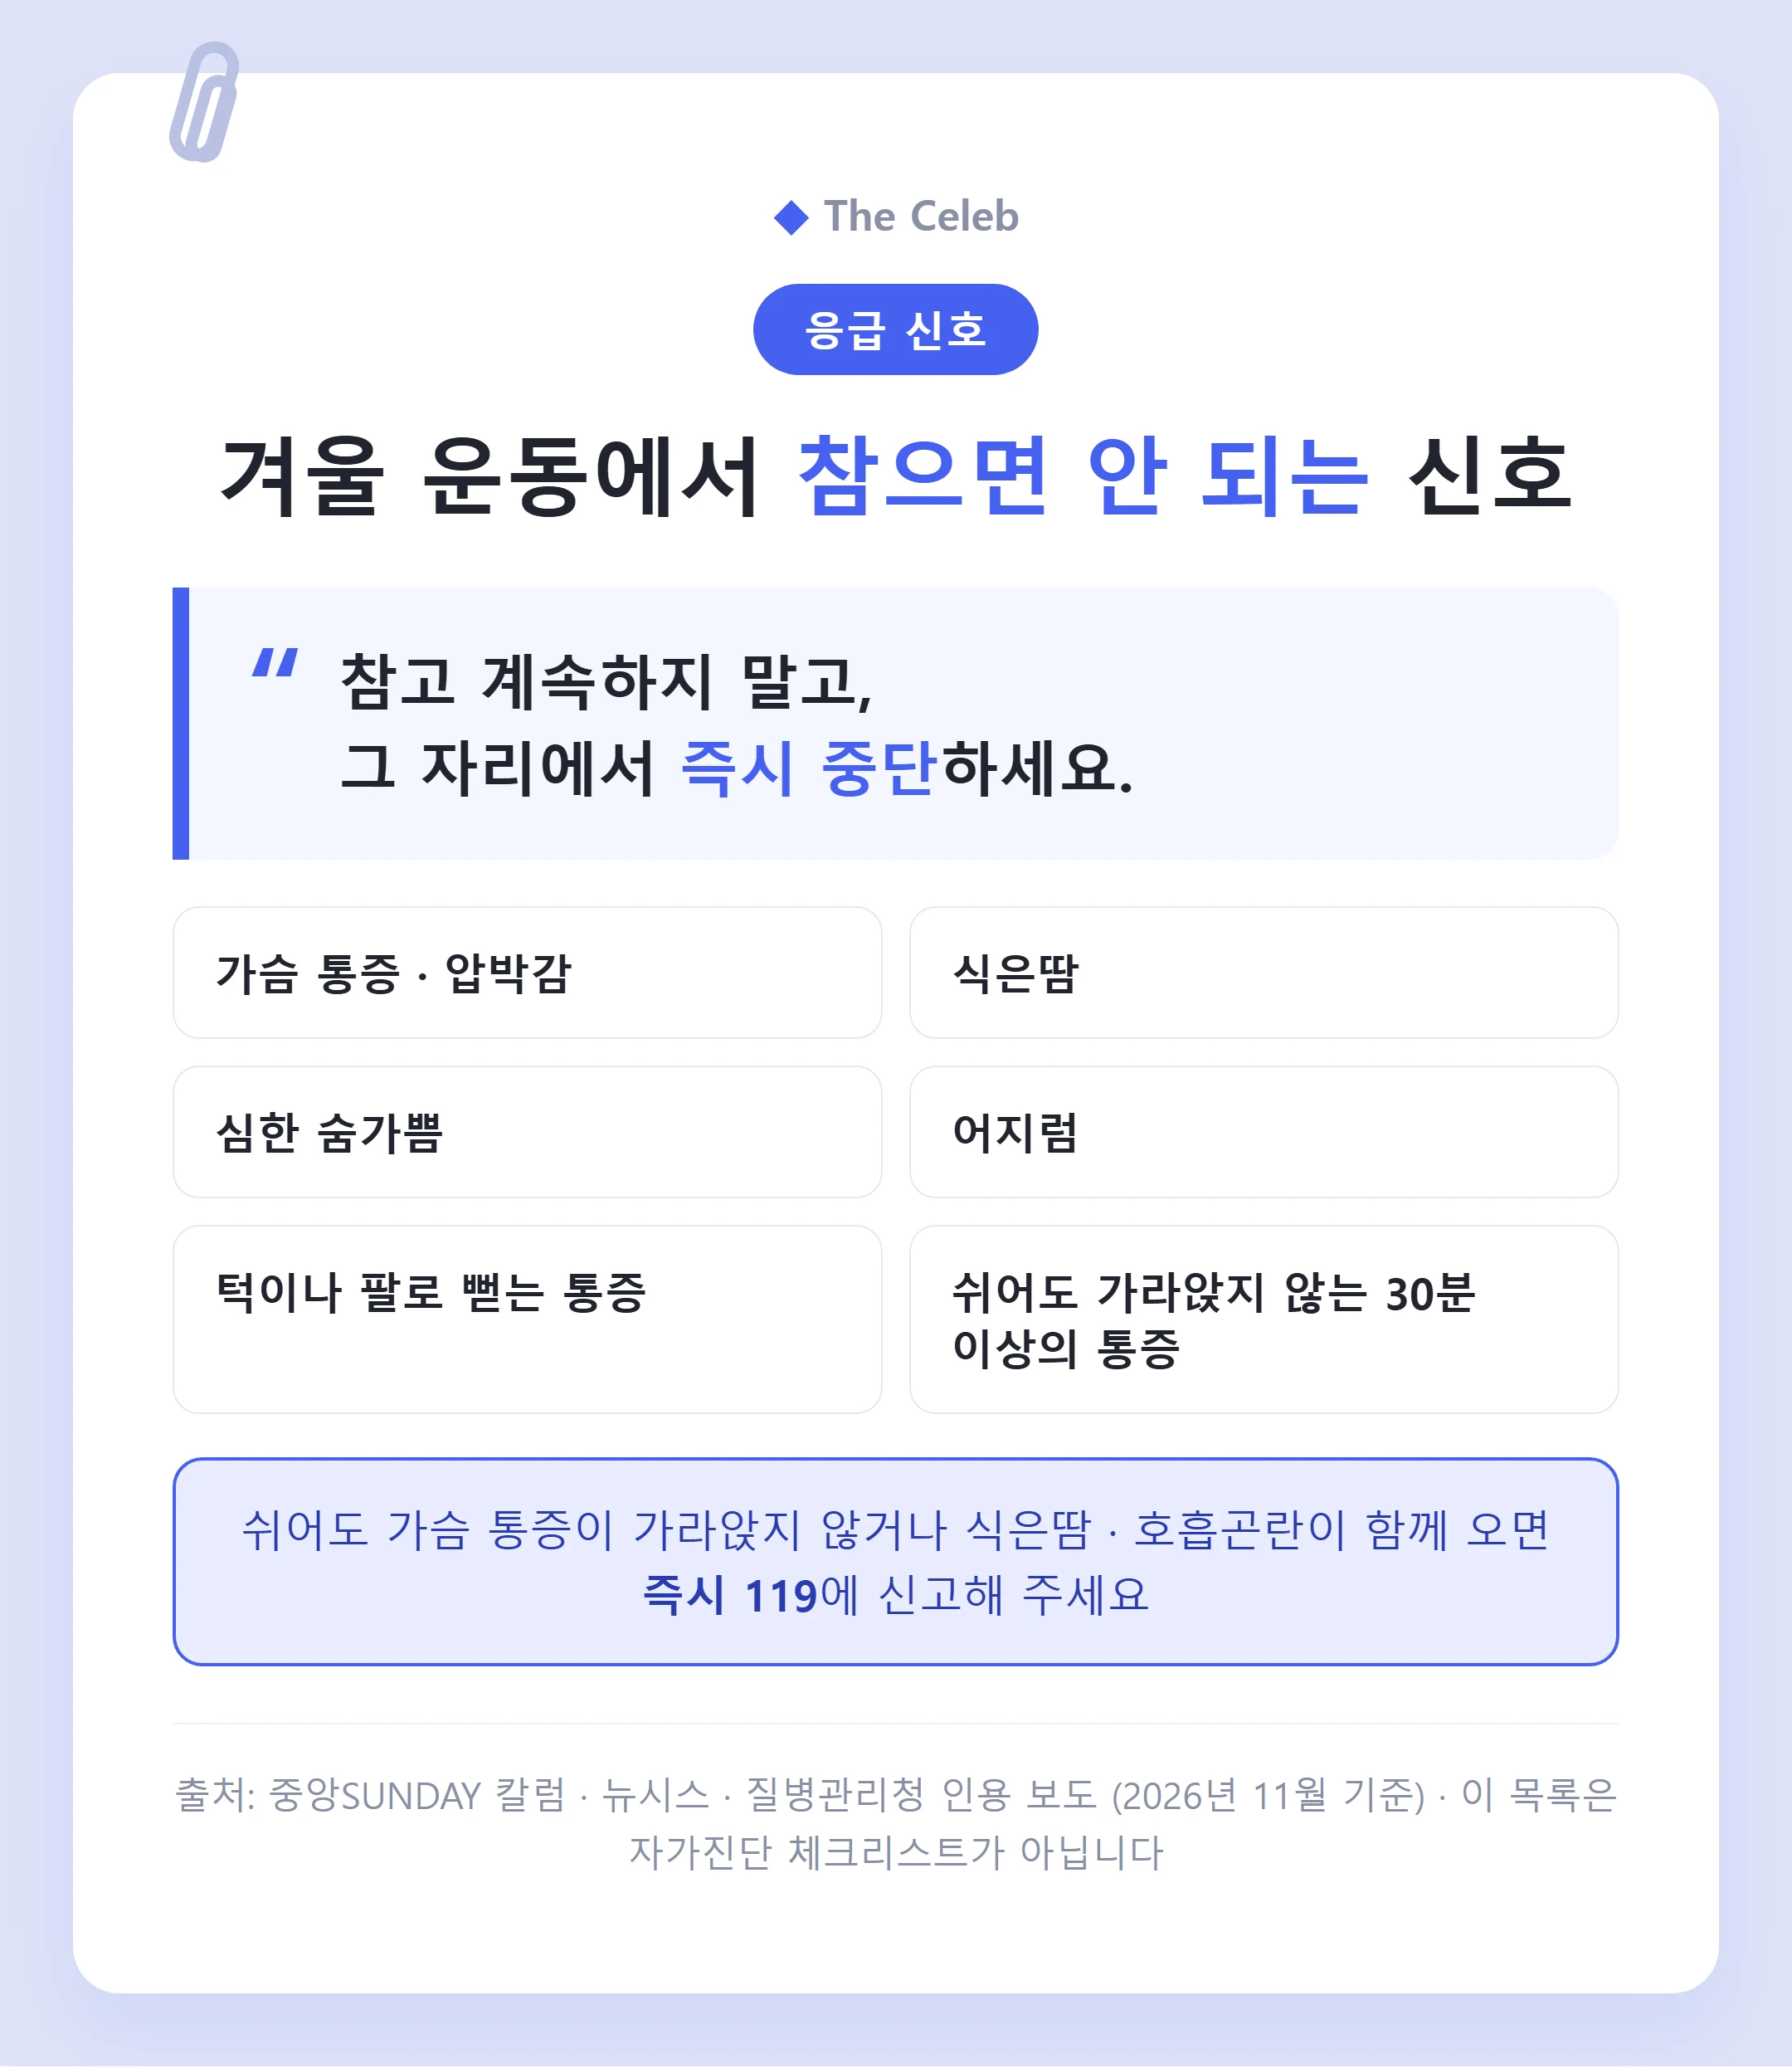 The Celeb
응급 신호
겨울 운동에서 참으면 안 되는 신호
“ 참고 계속하지 말고,
그 자리에서 즉시 중단하세요.
가슴 통증 · 압박감
식은땀
심한 숨가쁨
어지럼
턱이나 팔로 뻗는 통증
쉬어도 가라앉지 않는 30분
이상의 통증
쉬어도 가슴 통증이 가라앉지 않거나 식은땀 · 호흡곤란이 함께 오면
즉시 119에 신고해 주세요
출처: 중앙SUNDAY 칼럼 · 뉴시스 · 질병관리청 인용 보도 (2026년 11월 기준) · 이 목록은
자가진단 체크리스트가 아닙니다